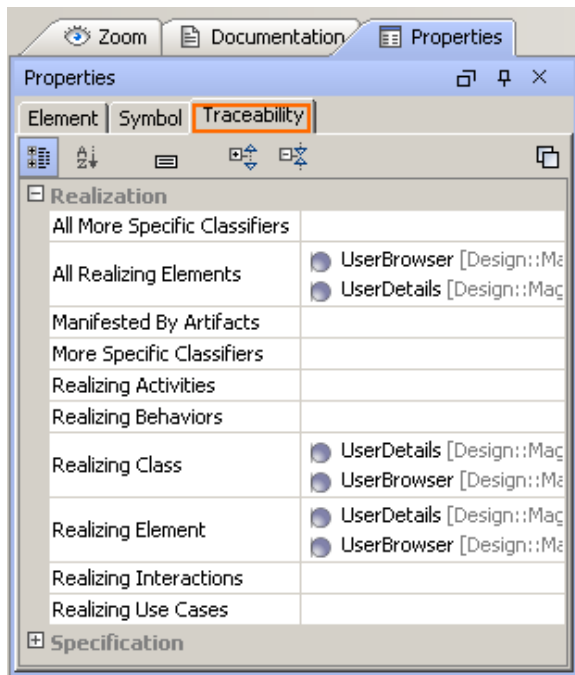 Zoom Documentation Properties
Properties
Element Symbol Traceability
Realization
All More Specific Classifiers
All Realizing Elements
UserBrowser [Design::Ma
UserDetails [Design::Mag
Manifested By Artifacts
More Specific Classifiers
Realizing Activities
Realizing Behaviors
Realizing Class
UserDetails [Design::Mag
UserBrowser [Design::Ma
Realizing Element
UserDetails [Design::Mag
UserBrowser [Design::Ma
Realizing Interactions
Realizing Use Cases
Specification